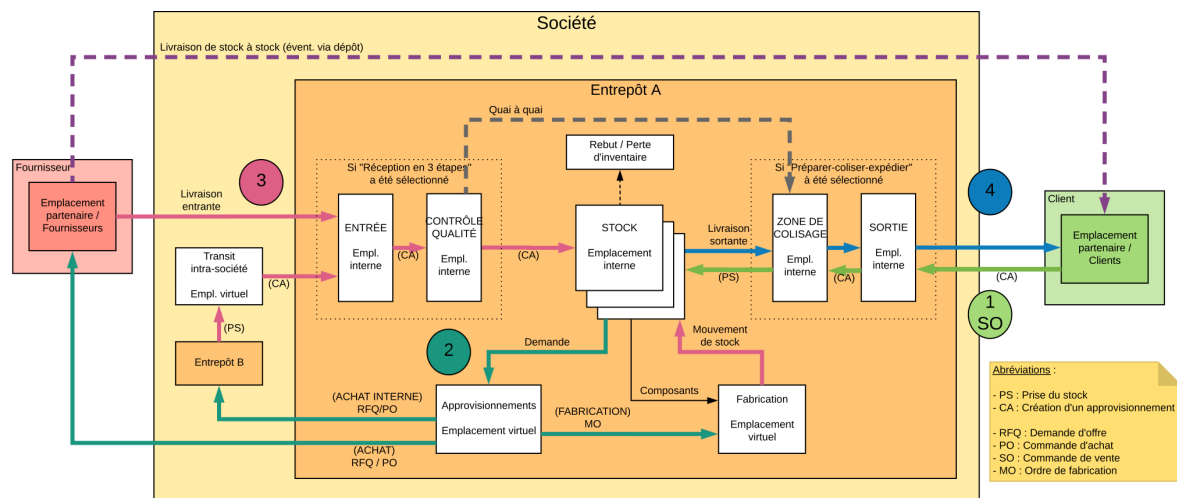 Société
Livraison de stock à stock (évent. via dépôt)
Entrepôt A
Quai à quai
Rebut / Perte
d'inventaire
Fournisseur
Emplacement
partenaire /
Fournisseurs
3
Livraison
entrante
Si "Réception en 3 étapes"
a été sélectionné
ENTRÉE
Empl.
interne
(CA)
CONTRÔLE
QUALITÉ
Empl.
interne
(CA)
STOCK
Emplacement
interne
Livraison
sortante
(PS)
Si "Préparer-coliser-expédier"
à été sélectionné
ZONE DE
COLISAGE
Empl.
interne
(CA)
SORTIE
Empl.
interne
4
Client
Emplacement
partenaire /
Clients
(CA)
1
SO
Transit
intra-société
Empl. virtuel
(CA)
(PS)
Entrepôt B
2
Demande
Mouvement
de stock
Composants
(ACHAT INTERNE)
RFQ/PO
(ACHAT)
RFQ / PO
Approvisionnements
Emplacement virtuel
(FABRICATION)
MO
Fabrication
Emplacement
virtuel
Abréviations :
- PS : Prise du stock
- CA : Création d'un approvisionnement
- RFQ : Demande d'offre
- PO : Commande d'achat
- SO : Commande de vente
- MO : Ordre de fabrication